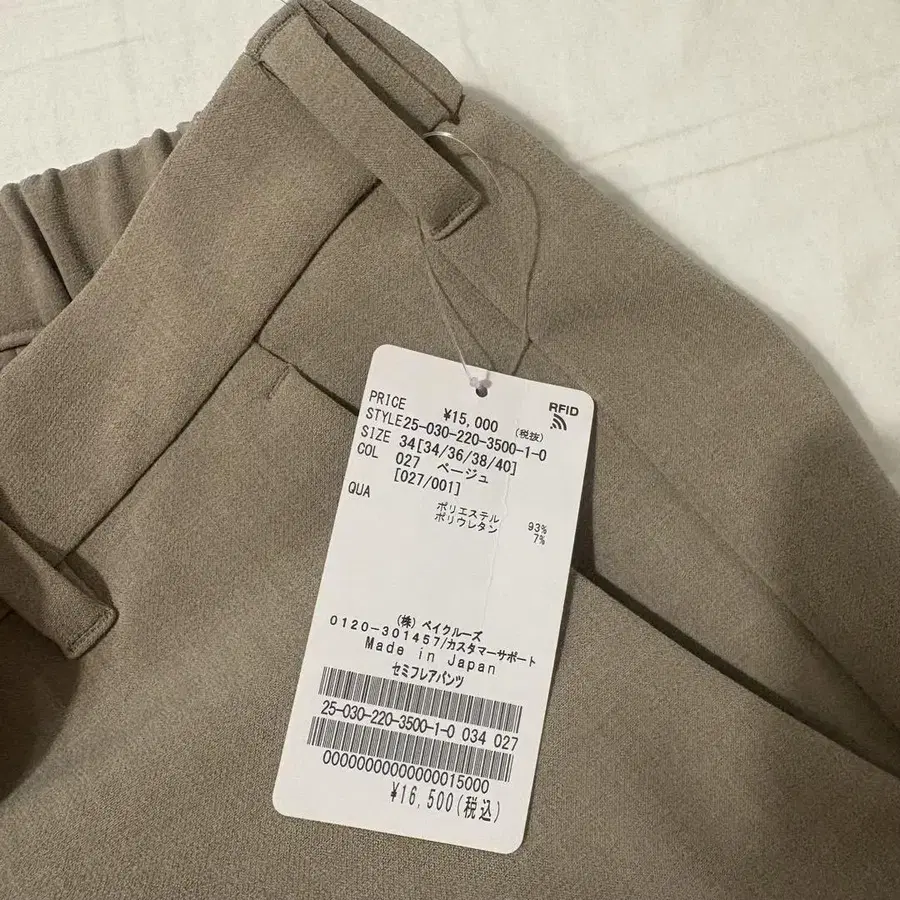 RFID
PRICE ¥15,000 (税抜)
STYLE25-030-220-3500-1-0
SIZE 34[34/36/38/40]
COL 027 ベージュ
[027/001]
QUA
ポリエステル 93%
ポリウレタン 7%
(株) ベイクルーズ
0120-301457/カスタマーサポート
Made in Japan
セミフレアパンツ
25-030-220-3500-1-0 034 027
00000000000000015000
¥16,500(税込)